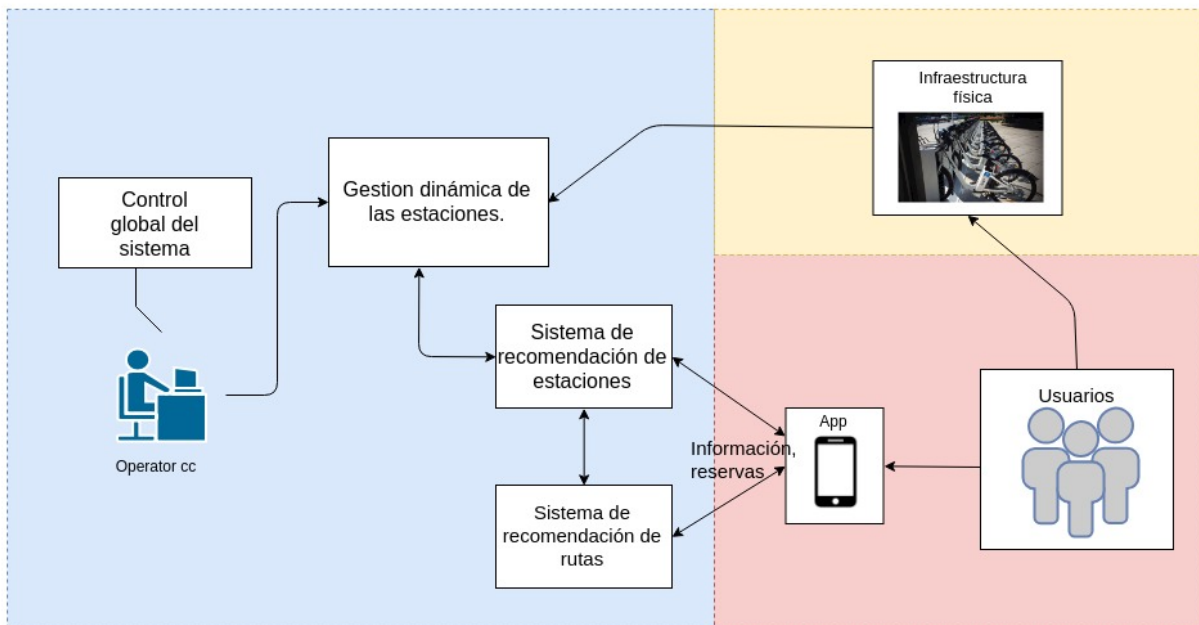 Infraestructura
física
Gestion dinámica de
las estaciones.
Control
global del
sistema
Sistema de
recomendación de
estaciones
Operator cc
App
Información,
reservas
Usuarios
Sistema de
recomendación de
rutas